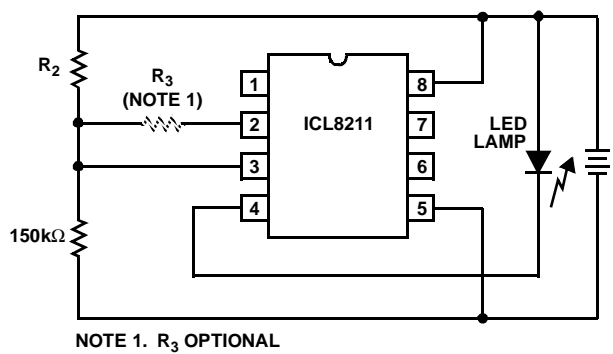 R2
R3
(NOTE 1)
1
2
3
4
ICL8211
8
7
6
5
LED
LAMP
150kΩ
NOTE 1. R3 OPTIONAL